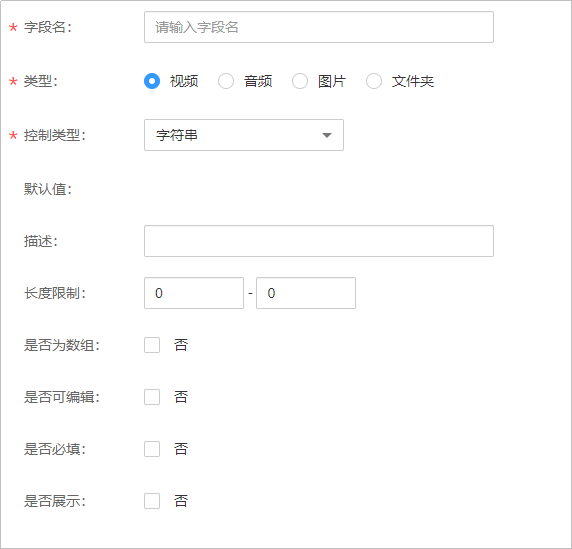 * 字段名： 请输入字段名
* 类型： 视频 音频 图片 文件夹
* 控制类型： 字符串
默认值：
描述：
长度限制： 0 - 0
是否为数组： 否
是否可编辑： 否
是否必填： 否
是否展示： 否